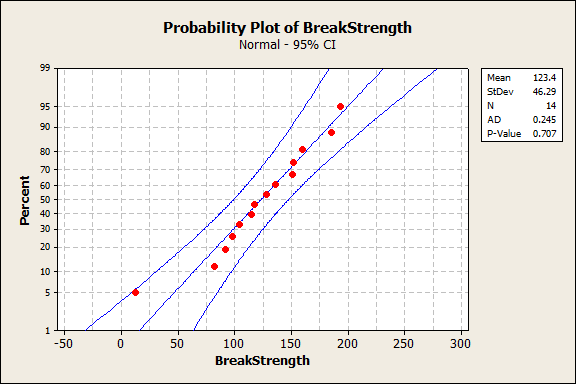 Probability Plot of BreakStrength
Normal - 95% CI
99
95
90
80
70
60
50
40
30
20
10
5
1
Percent
-50 0 50 100 150 200 250 300
BreakStrength
Mean 123.4
StDev 46.29
N 14
AD 0.245
P-Value 0.707